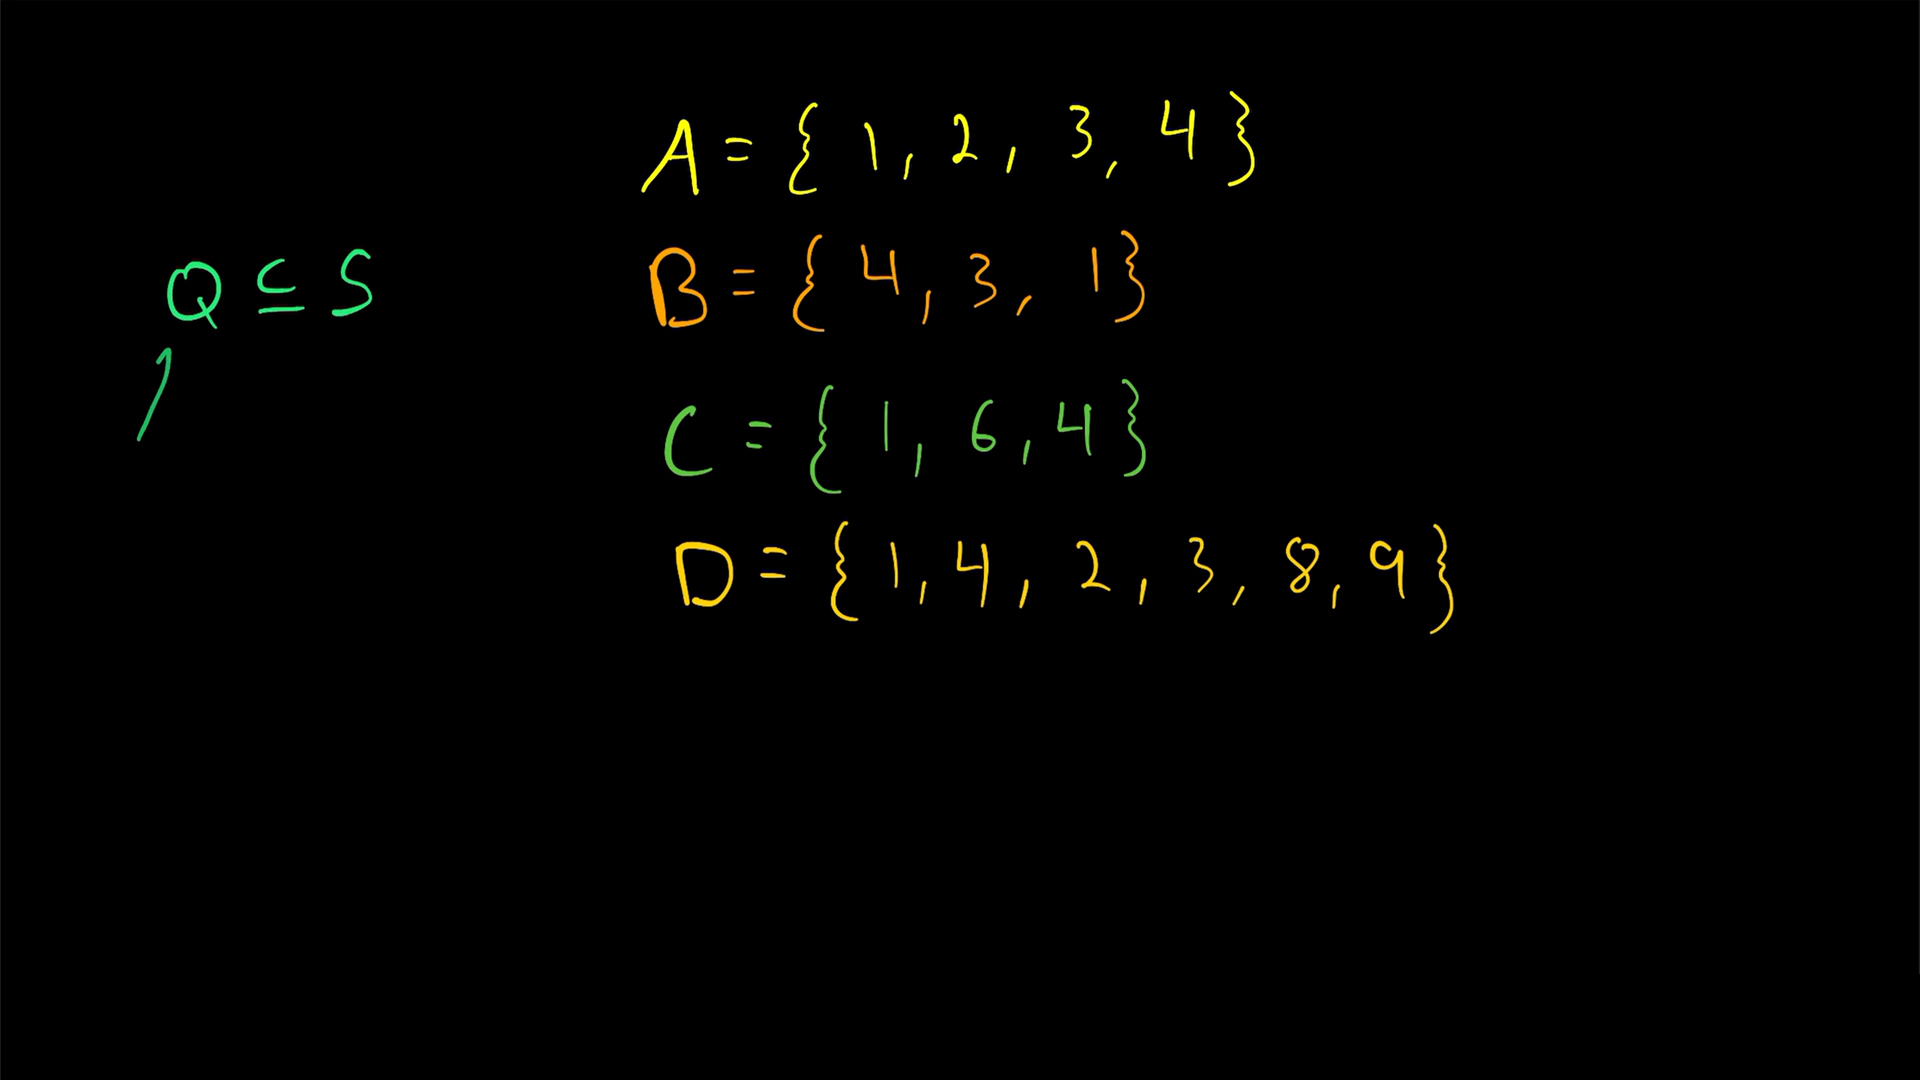 Q ⊆ S
A = { 1, 2, 3, 4 }
B = { 4, 3, 1 }
C = { 1, 6, 4 }
D = { 1, 4, 2, 3, 8, 9 }